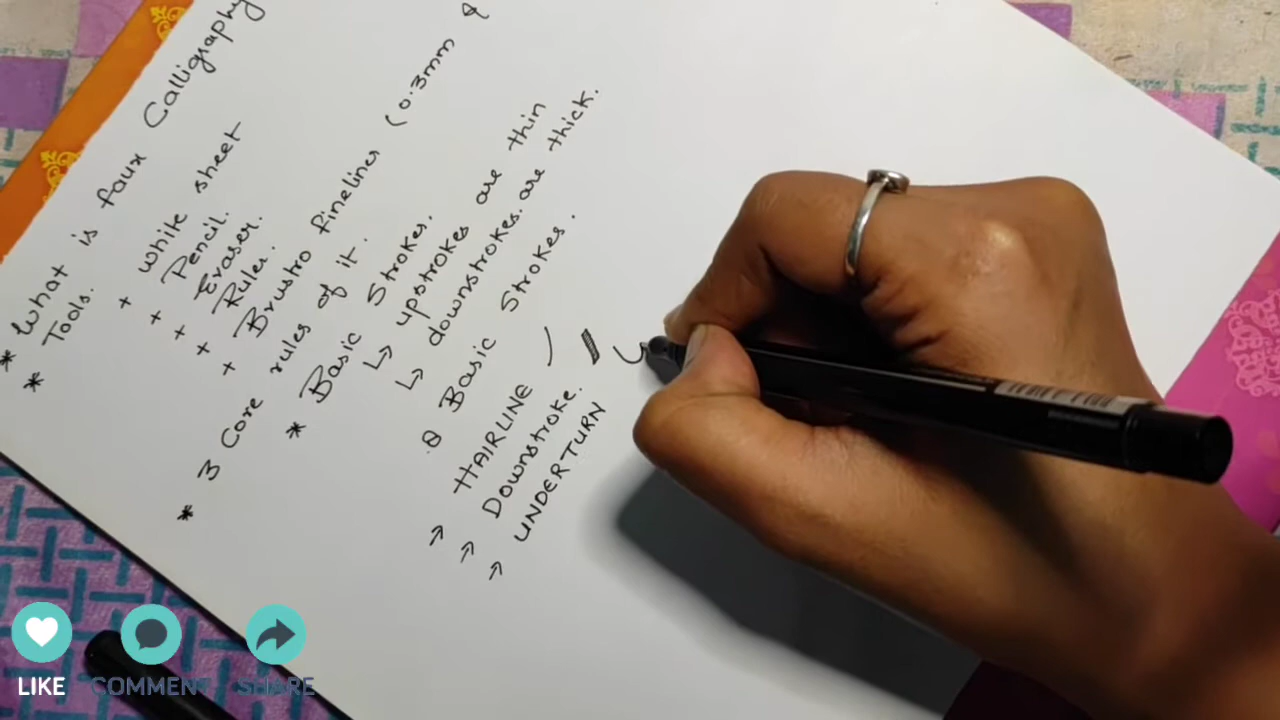 * What is faux Calligraphy
* Tools.
+ White sheet
+ Pencil.
+ Eraser.
+ Ruler.
+ Brustro fineliner (0.3mm &
* 3 Core rules of it.
* Basic Strokes.
↳ upstrokes are thin
↳ downstrokes. are thick.
Basic Strokes.
→ HAIRLINE
→ Downstroke.
→ UNDERTURN
LIKE
COMMENT
SHARE